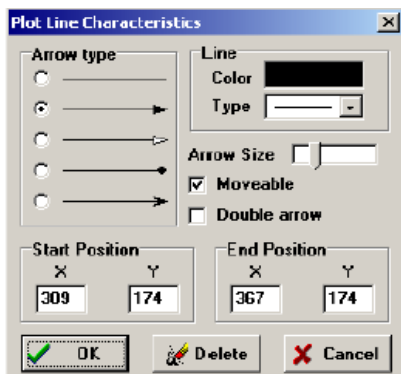 Plot Line Characteristics
Arrow type
Line
Color
Type
Arrow Size
Moveable
Double arrow
Start Position
End Position
X Y
X Y
309 174
367 174
OK
Delete
Cancel